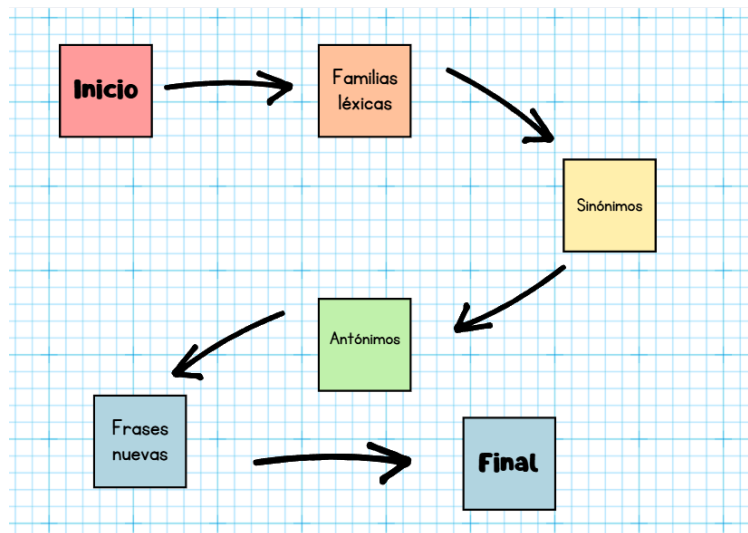 Inicio
Familias
léxicas
Sinónimos
Antónimos
Frases
nuevas
Final